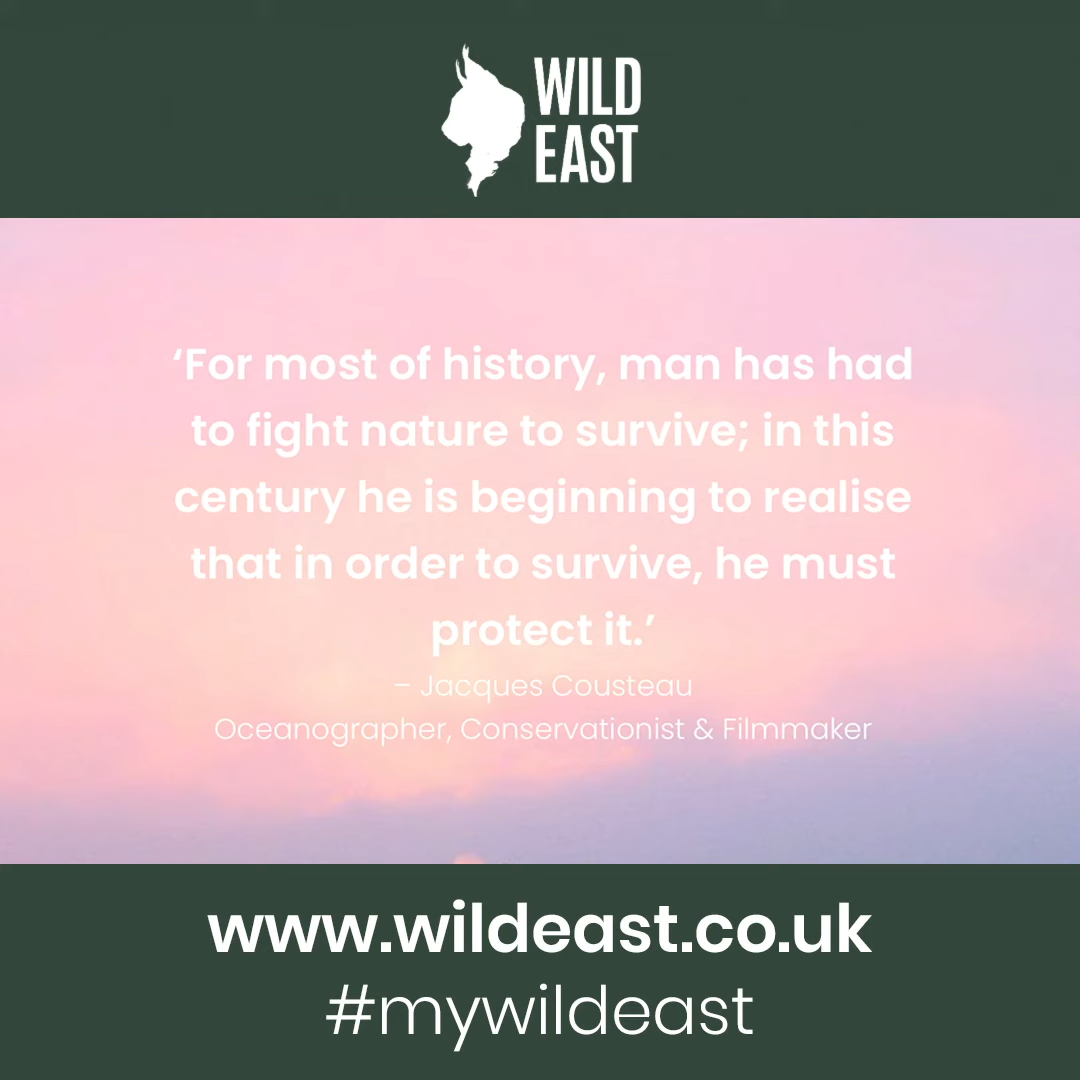 WILD
EAST
‘For most of history, man has had
to fight nature to survive; in this
century he is beginning to realise
that in order to survive, he must
protect it.’
– Jacques Cousteau
Oceanographer, Conservationist & Filmmaker
www.wildeast.co.uk
#mywildeast